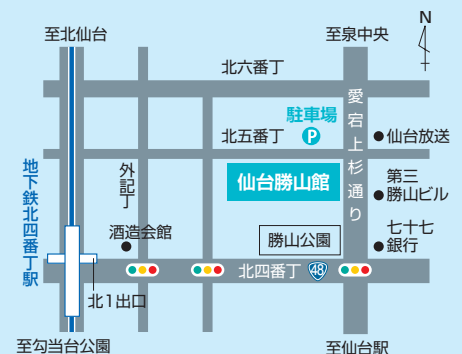 至北仙台
至泉中央
N
北六番丁
愛宕上杉通り
駐車場
P
北五番丁
仙台放送
地下鉄北四番丁駅
外記丁
仙台勝山館
第三
勝山ビル
酒造会館
勝山公園
七十七
銀行
北四番丁
48
北1出口
至勾当台公園
至仙台駅